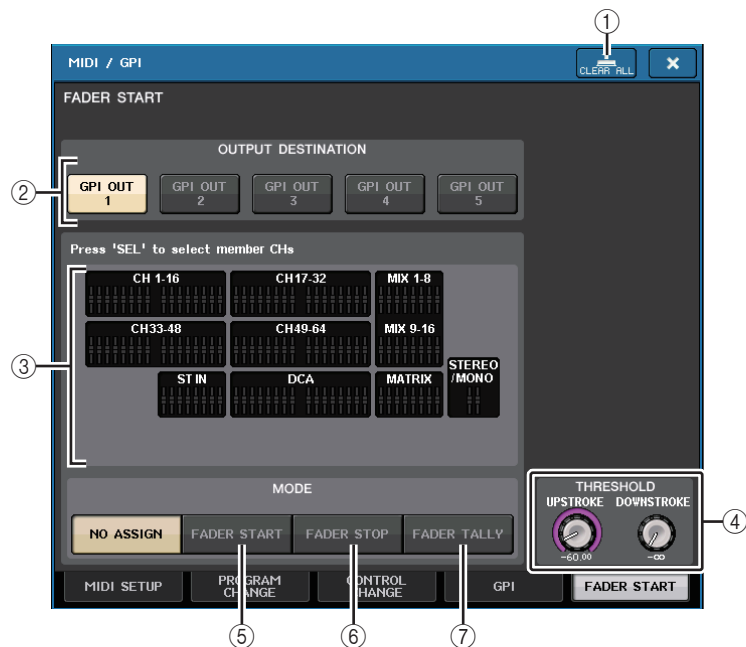 ①
MIDI / GPI
CLEAR ALL
×
FADER START
OUTPUT DESTINATION
②
GPI OUT
1
GPI OUT
2
GPI OUT
3
GPI OUT
4
GPI OUT
5
Press 'SEL' to select member CHs
③
CH 1-16
CH17-32
MIX 1-8
CH33-48
CH49-64
MIX 9-16
ST IN
DCA
MATRIX
STEREO
/MONO
MODE
NO ASSIGN
FADER START
FADER STOP
FADER TALLY
THRESHOLD
UPSTROKE
DOWNSTROKE
-60.00
-∞
④
MIDI SETUP
PROGRAM
CHANGE
CONTROL
CHANGE
GPI
FADER START
⑤
⑥
⑦